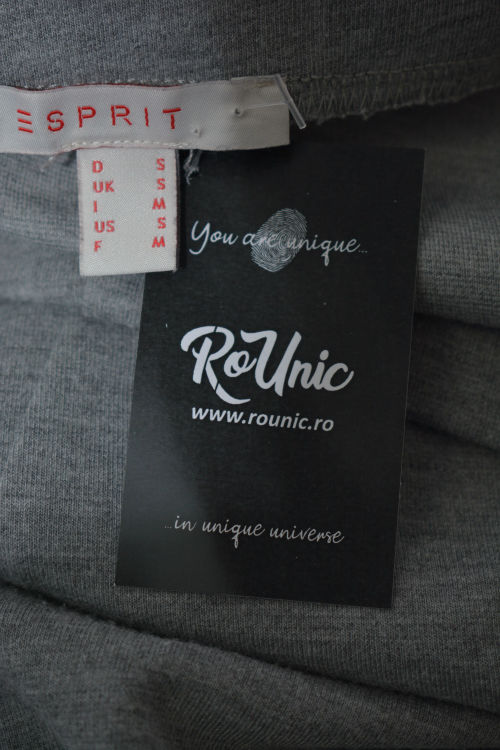 ESPRIT
D S
UK S
I M
US S
F M
You are unique...
RoUnic
www.rounic.ro
...in unique universe